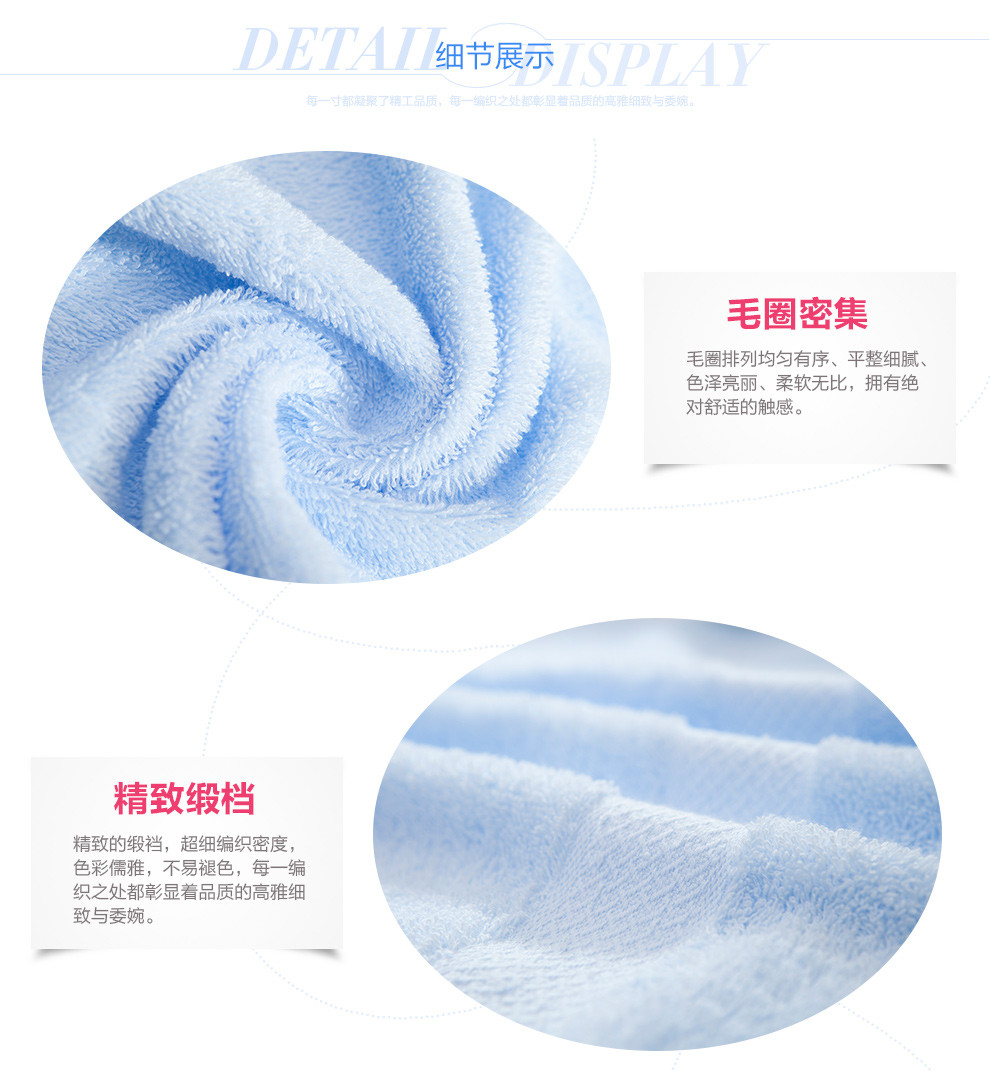 DETAIL DISPLAY
细节展示
每一寸都凝聚了精工品质，每一编织之处都彰显着品质的高雅细致与委婉。
毛圈密集
毛圈排列均匀有序、平整细腻、
色泽亮丽、柔软无比，拥有绝
对舒适的触感。
精致缎档
精致的缎裆，超细编织密度，
色彩儒雅，不易褪色，每一编
织之处都彰显着品质的高雅细
致与委婉。